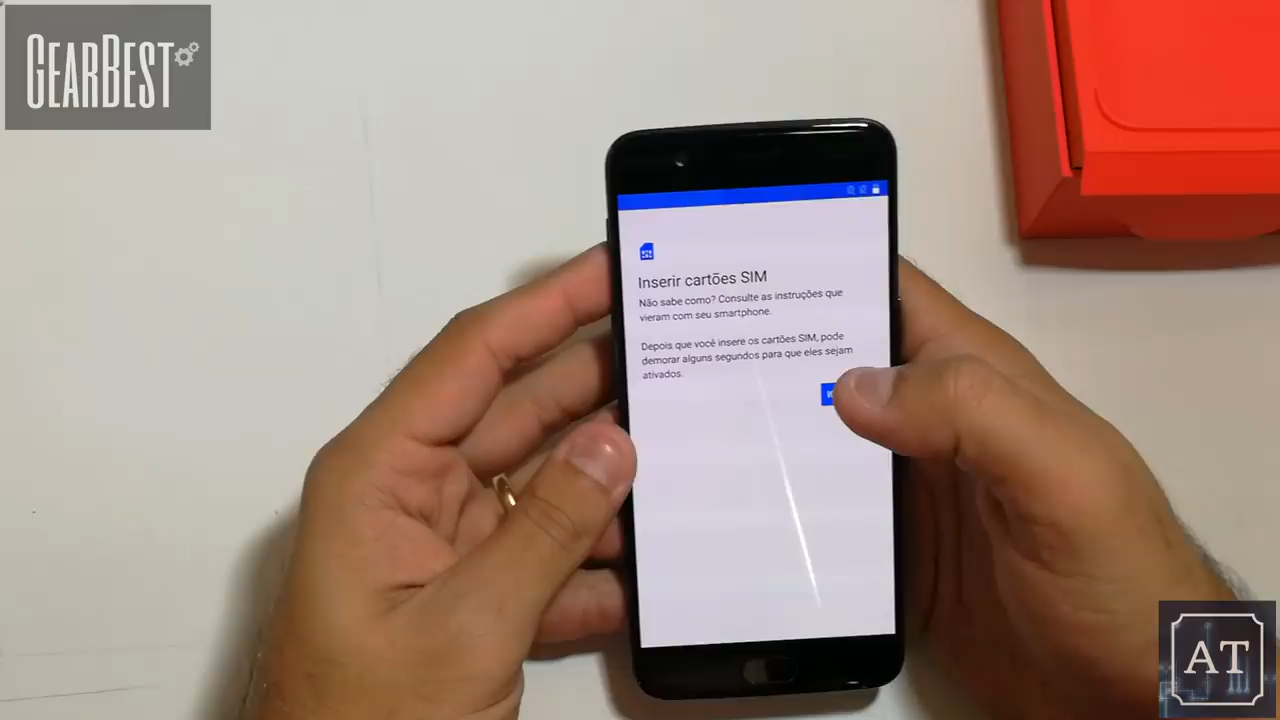 GEARBEST
Inserir cartões SIM
Não sabe como? Consulte as instruções que
vieram com seu smartphone.
Depois que você insere os cartões SIM, pode
demorar alguns segundos para que eles sejam
ativados.
AT